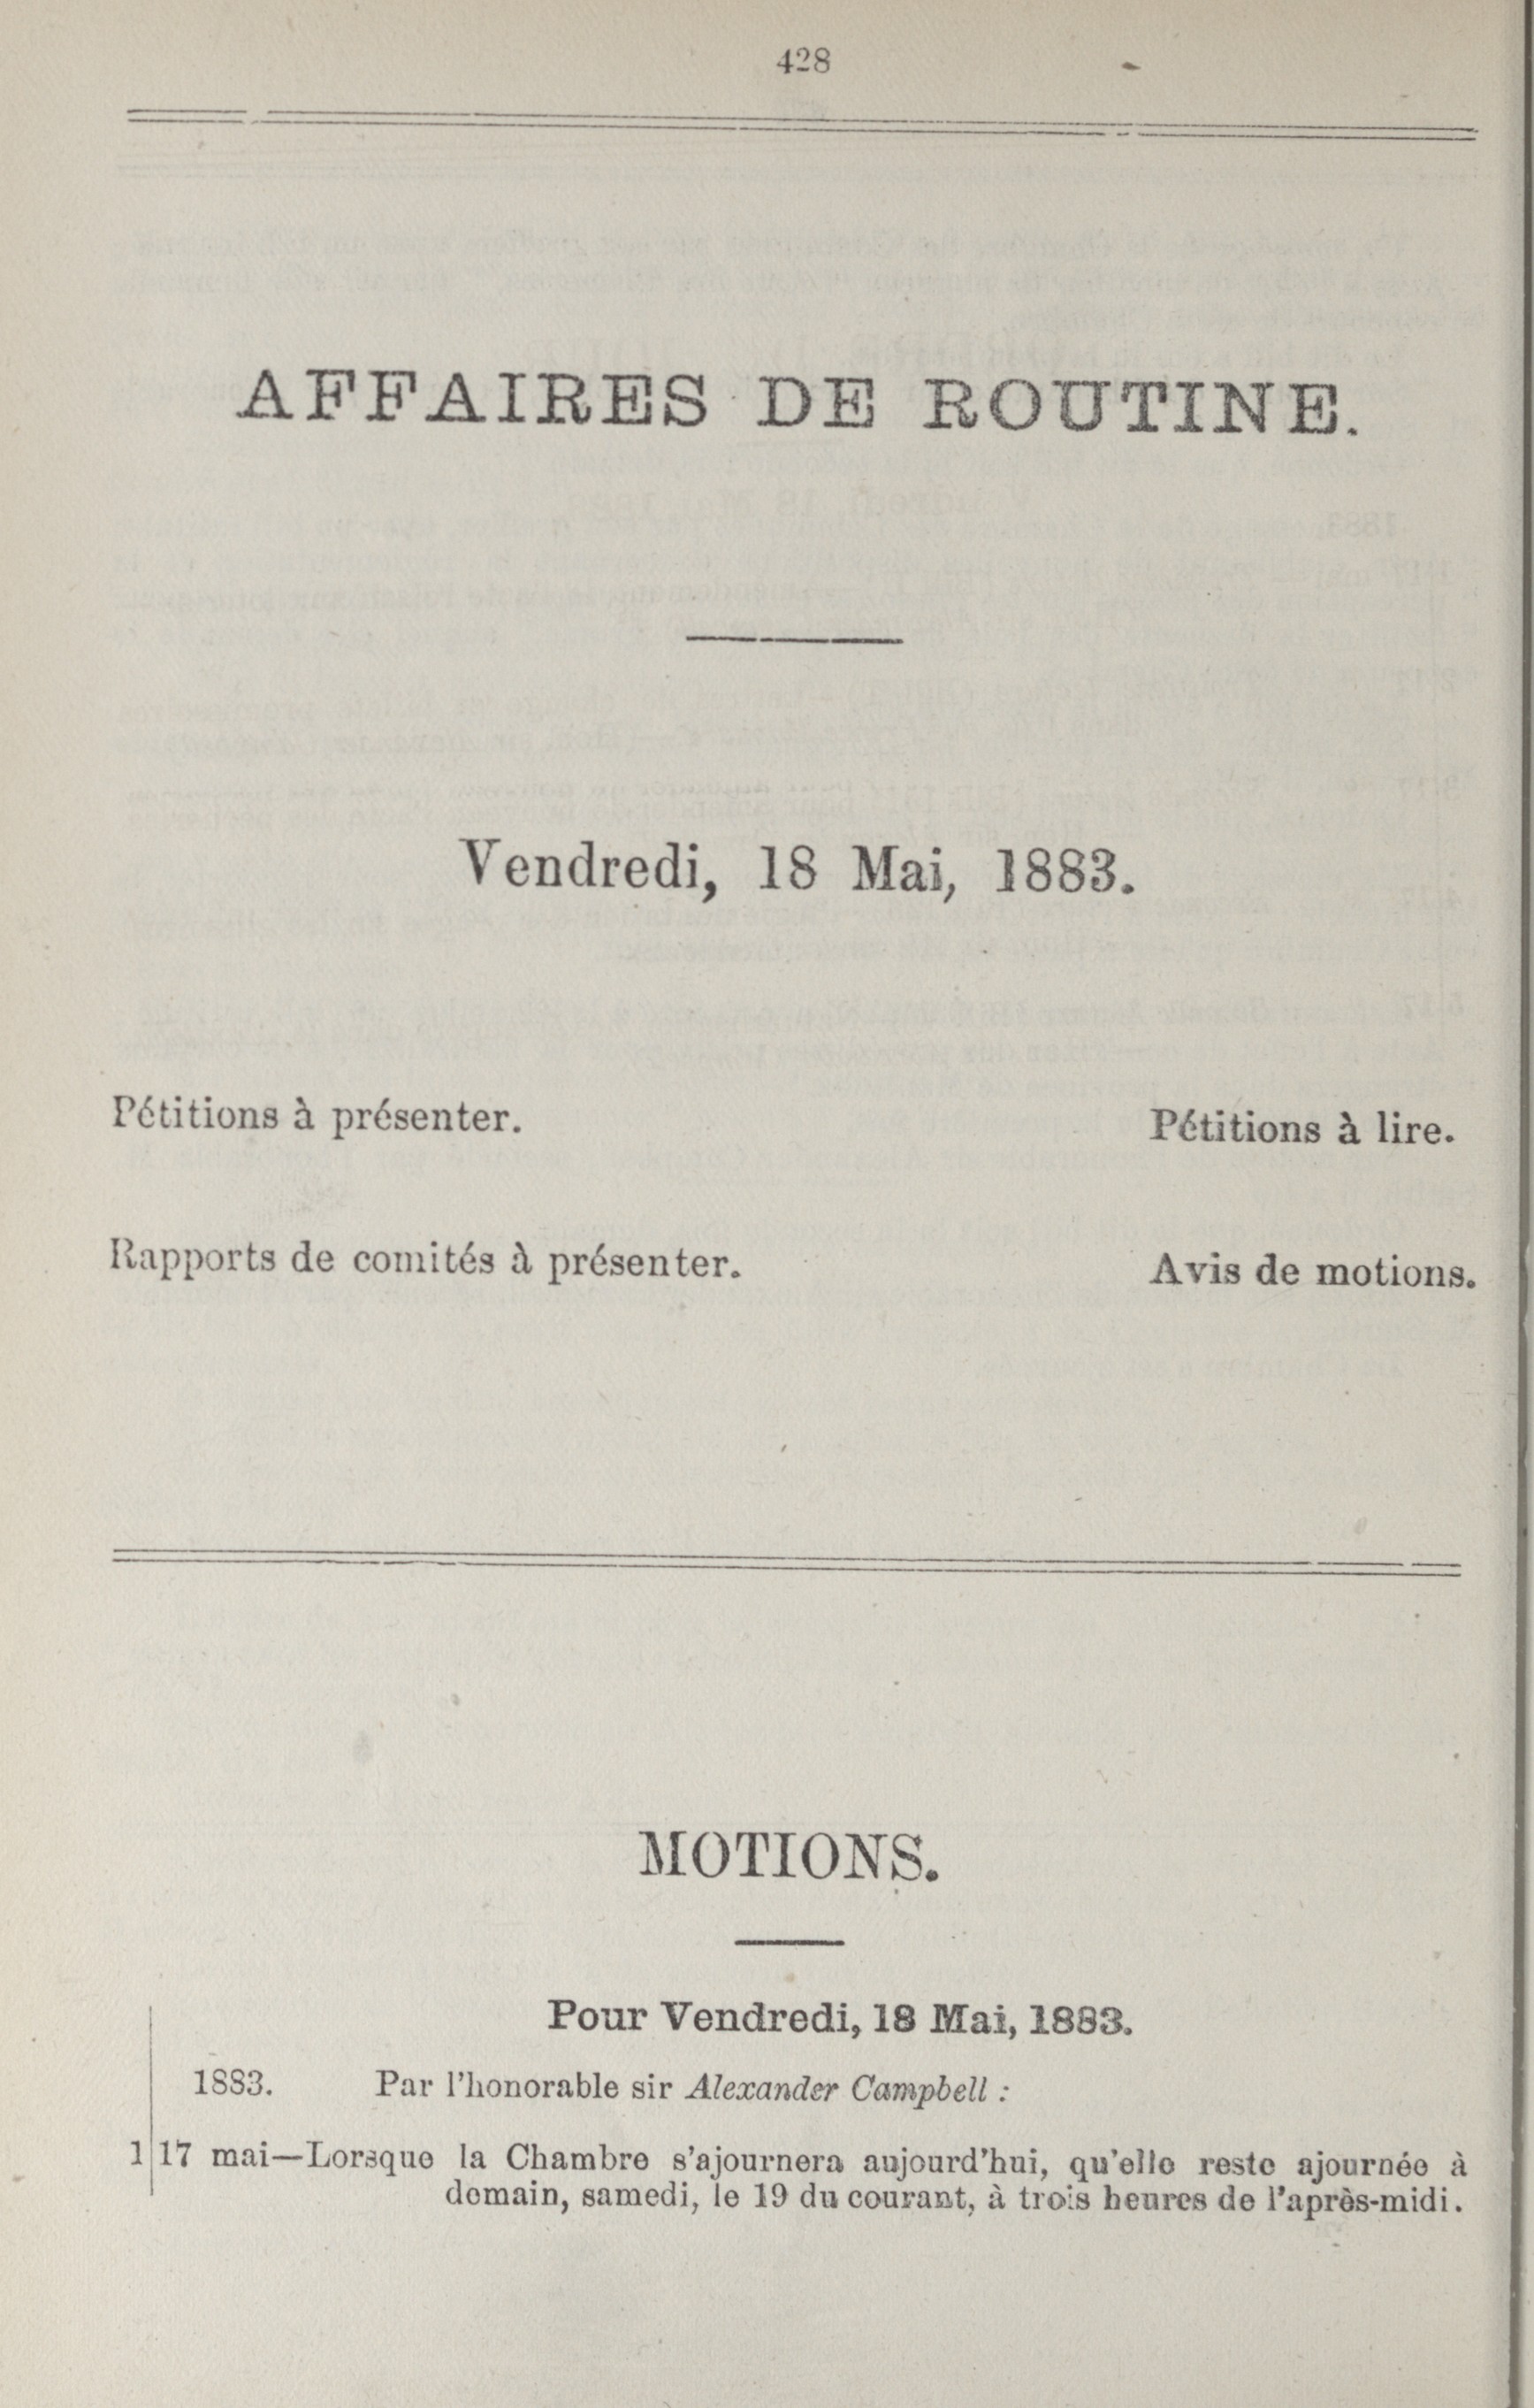 428
AFFAIRES DE ROUTINE.
Vendredi, 18 Mai, 1883.
Pétitions à présenter. Pétitions à lire.
Rapports de comités à présenter. Avis de motions.
MOTIONS.
Pour Vendredi, 18 Mai, 1883.
1883. Par l'honorable sir Alexander Campbell :
1 17 mai—Lorsque la Chambre s'ajournera aujourd'hui, qu'elle reste ajournée à
demain, samedi, le 19 du courant, à trois heures de l'après-midi.